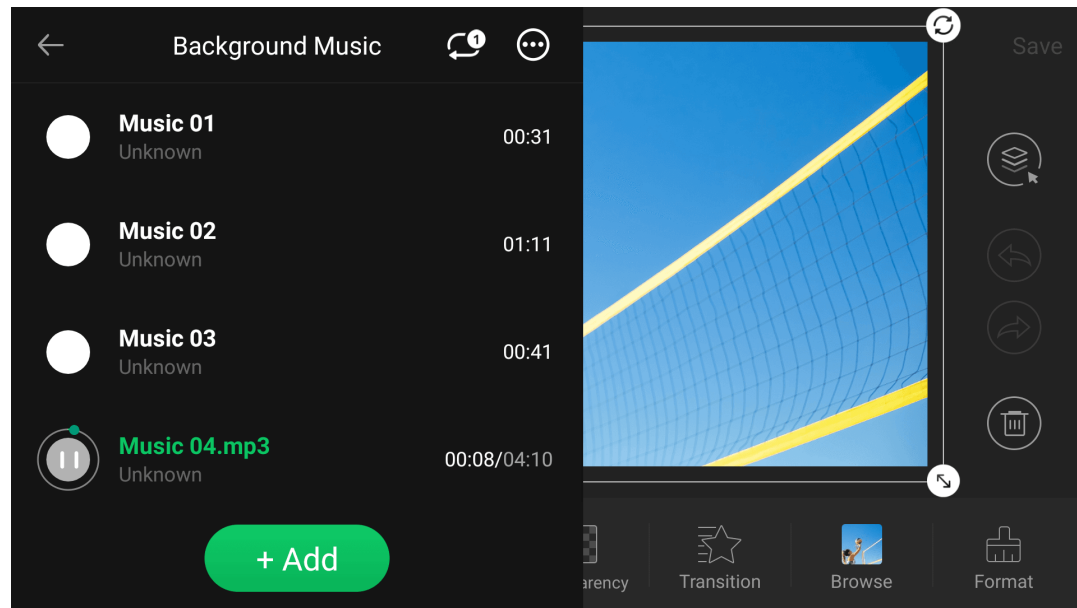 Background Music
1
Save
Music 01
Unknown
00:31
Music 02
Unknown
01:11
Music 03
Unknown
00:41
Music 04.mp3
Unknown
00:08/04:10
+ Add
arency
Transition
Browse
Format